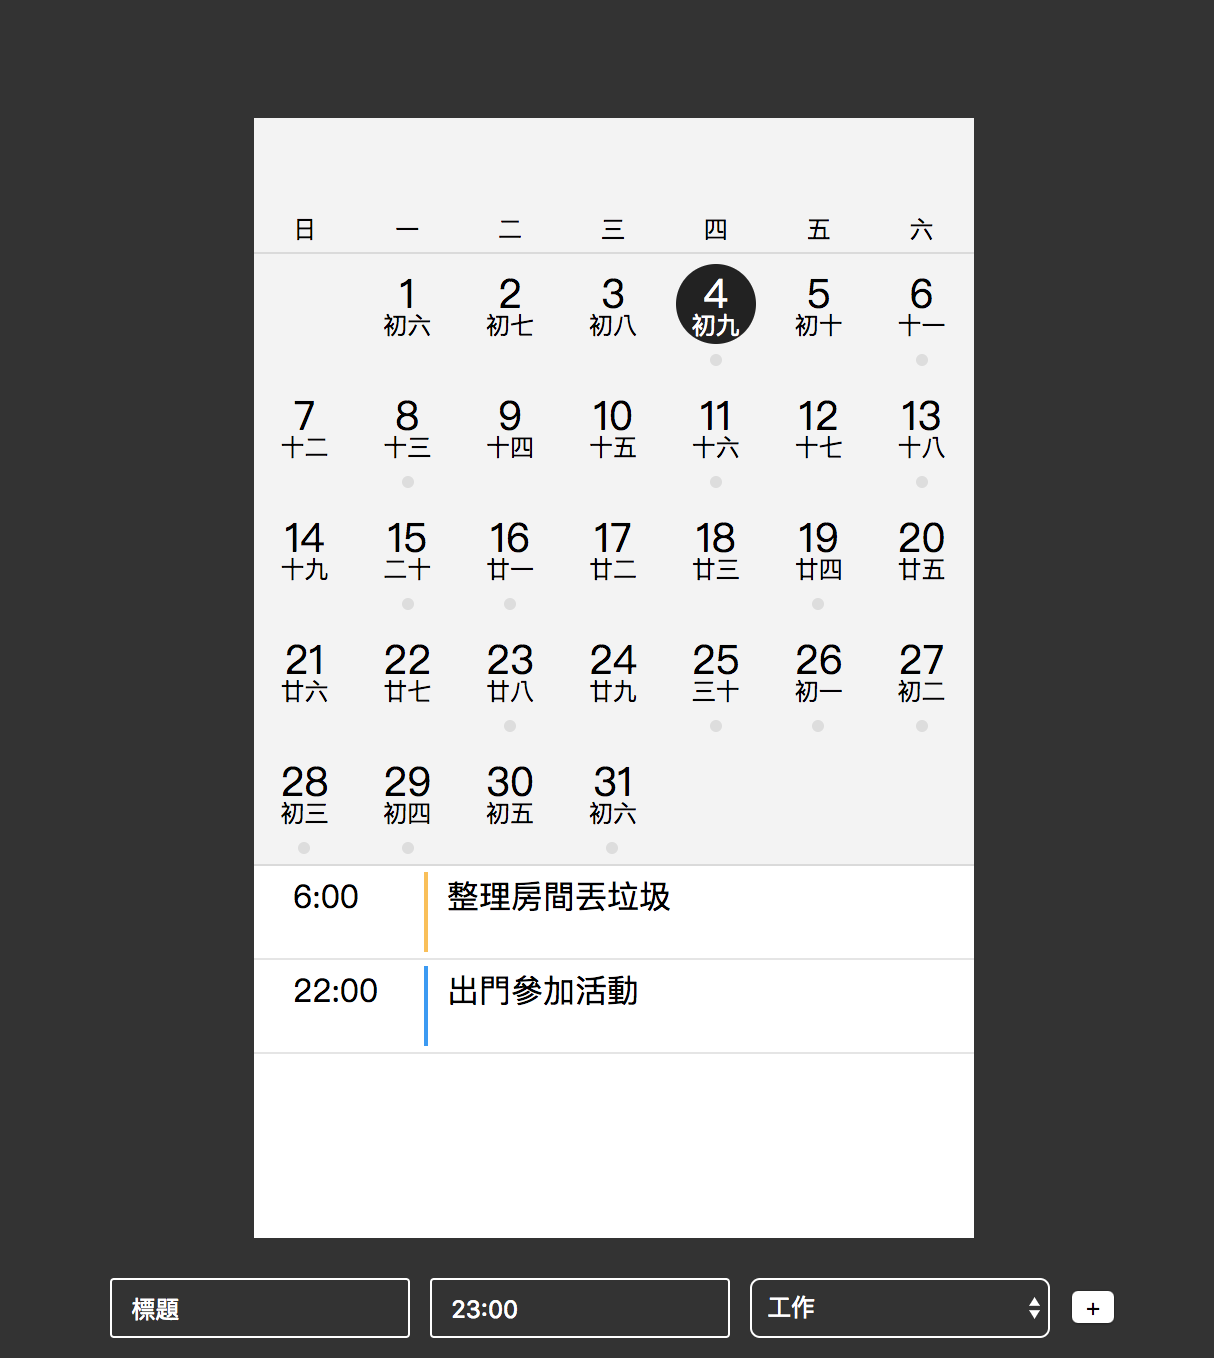 日 一 二 三 四 五 六
1 2 3 4 5 6
初六 初七 初八 初九 初十 十一
7 8 9 10 11 12 13
十二 十三 十四 十五 十六 十七 十八
14 15 16 17 18 19 20
十九 二十 廿一 廿二 廿三 廿四 廿五
21 22 23 24 25 26 27
廿六 廿七 廿八 廿九 三十 初一 初二
28 29 30 31
初三 初四 初五 初六
6:00 整理房間丟垃圾
22:00 出門參加活動
標題 23:00 工作 +